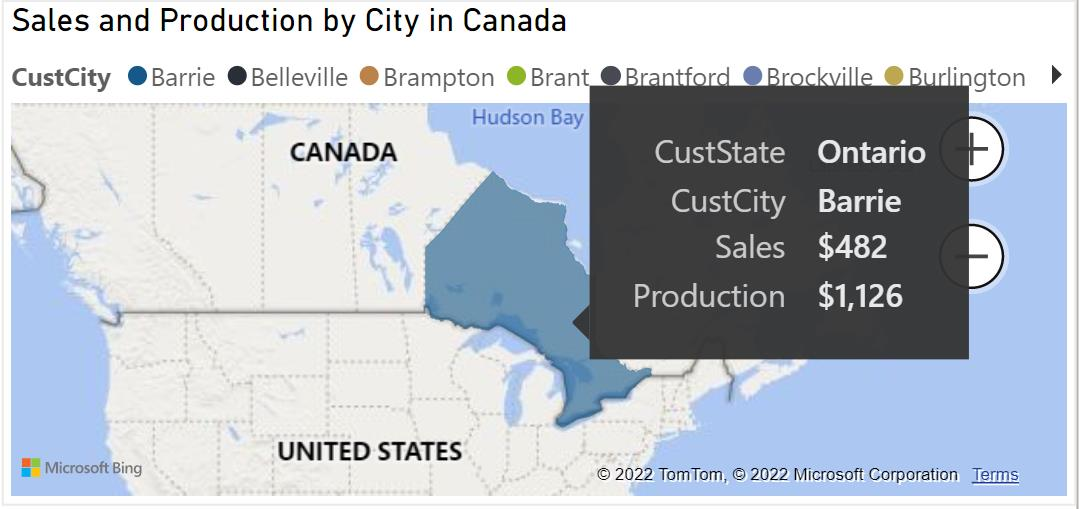 Sales and Production by City in Canada
CustCity Barrie Belleville Brampton Brant Brantford Brockville Burlington
Hudson Bay
CANADA
CustState Ontario
CustCity Barrie
Sales $482
Production $1,126
UNITED STATES
Microsoft Bing
© 2022 TomTom, © 2022 Microsoft Corporation Terms